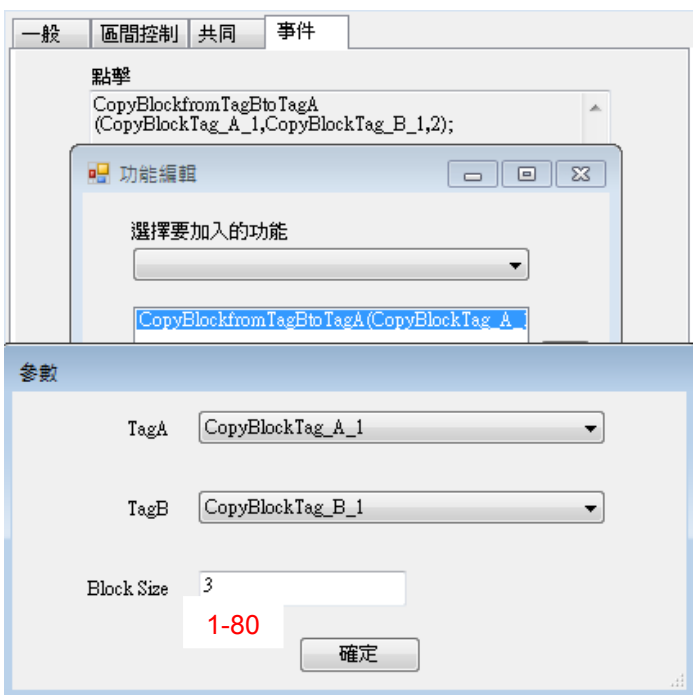 一般 區間控制 共同 事件
點擊
CopyBlockfromTagBtoTagA
(CopyBlockTag_A_1,CopyBlockTag_B_1,2);
功能編輯
選擇要加入的功能
CopyBlockfromTagBtoTagA(CopyBlockTag_A_
參數
TagA CopyBlockTag_A_1
TagB CopyBlockTag_B_1
Block Size 3
1-80
確定